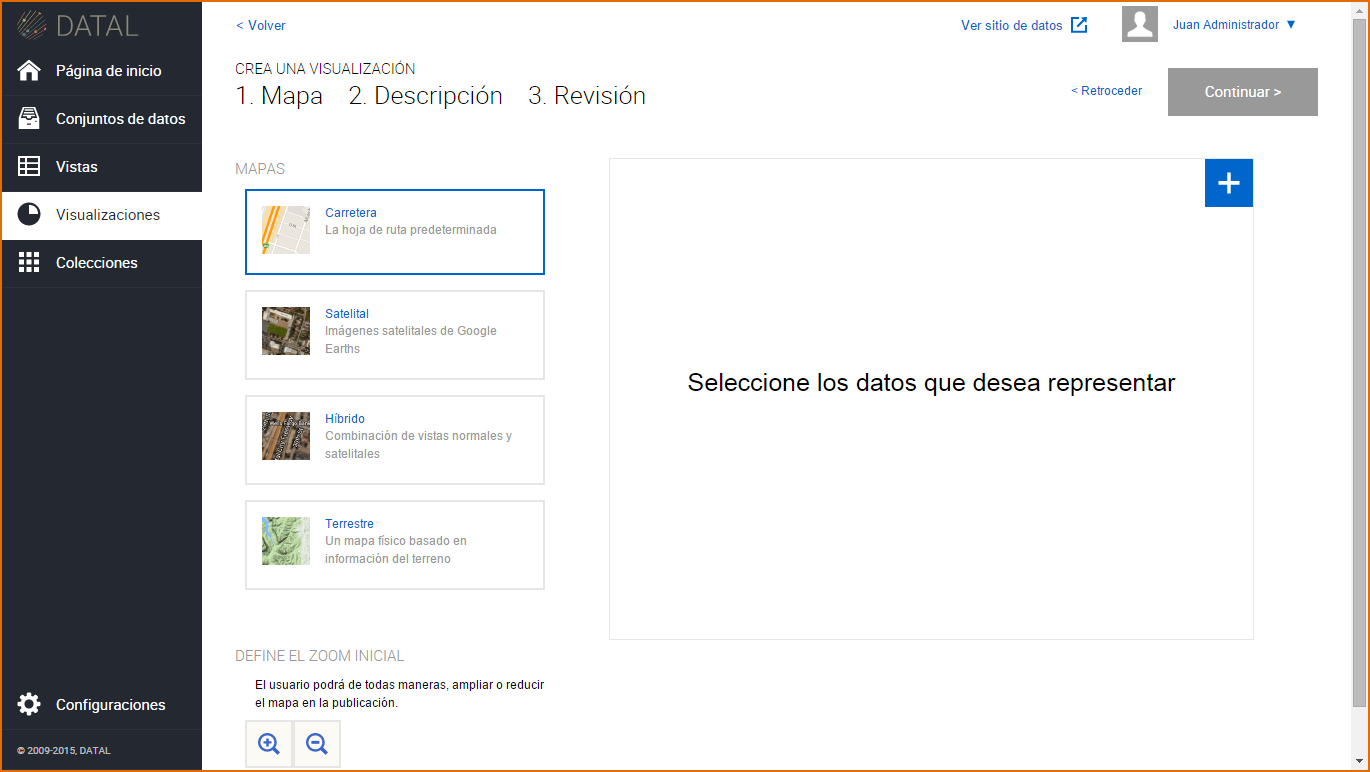 DATAL
< Volver
Ver sitio de datos
Juan Administrador ▼
Página de inicio
Conjuntos de datos
Vistas
Visualizaciones
Colecciones
Configuraciones
© 2009-2015, DATAL
CREA UNA VISUALIZACIÓN
1. Mapa 2. Descripción 3. Revisión
< Retroceder
Continuar >
MAPAS
Carretera
La hoja de ruta predeterminada
Satelital
Imágenes satelitales de Google
Earths
Híbrido
Combinación de vistas normales y
satelitales
Terrestre
Un mapa físico basado en
información del terreno
Seleccione los datos que desea representar
DEFINE EL ZOOM INICIAL
El usuario podrá de todas maneras, ampliar o reducir
el mapa en la publicación.